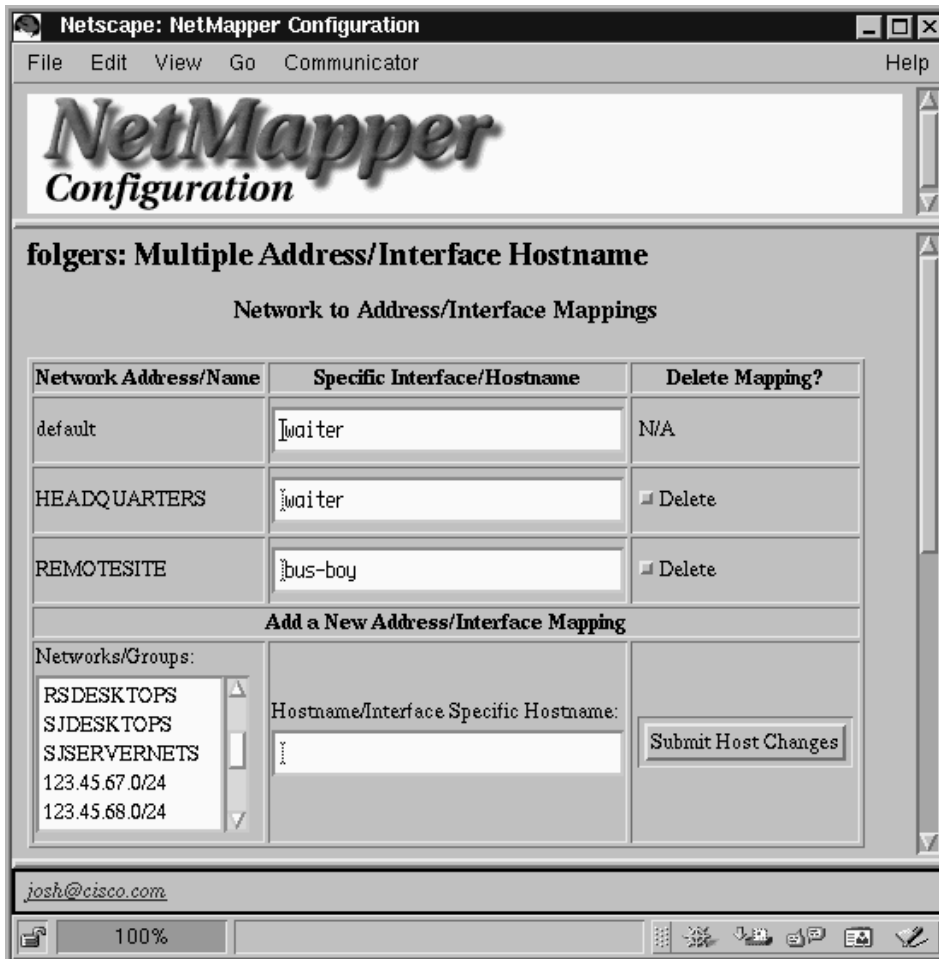 Netscape: NetMapper Configuration
File Edit View Go Communicator Help
NetMapper
Configuration
folgers: Multiple Address/Interface Hostname
Network to Address/Interface Mappings
Network Address/Name Specific Interface/Hostname Delete Mapping?
default waiter N/A
HEADQUARTERS waiter Delete
REMOTESITE bus-boy Delete
Add a New Address/Interface Mapping
Networks/Groups:
RSDESKTOPS
SJDESKTOPS
SJSERVERNETS
123.45.67.0/24
123.45.68.0/24
Hostname/Interface Specific Hostname:
Submit Host Changes
josh@cisco.com
100%